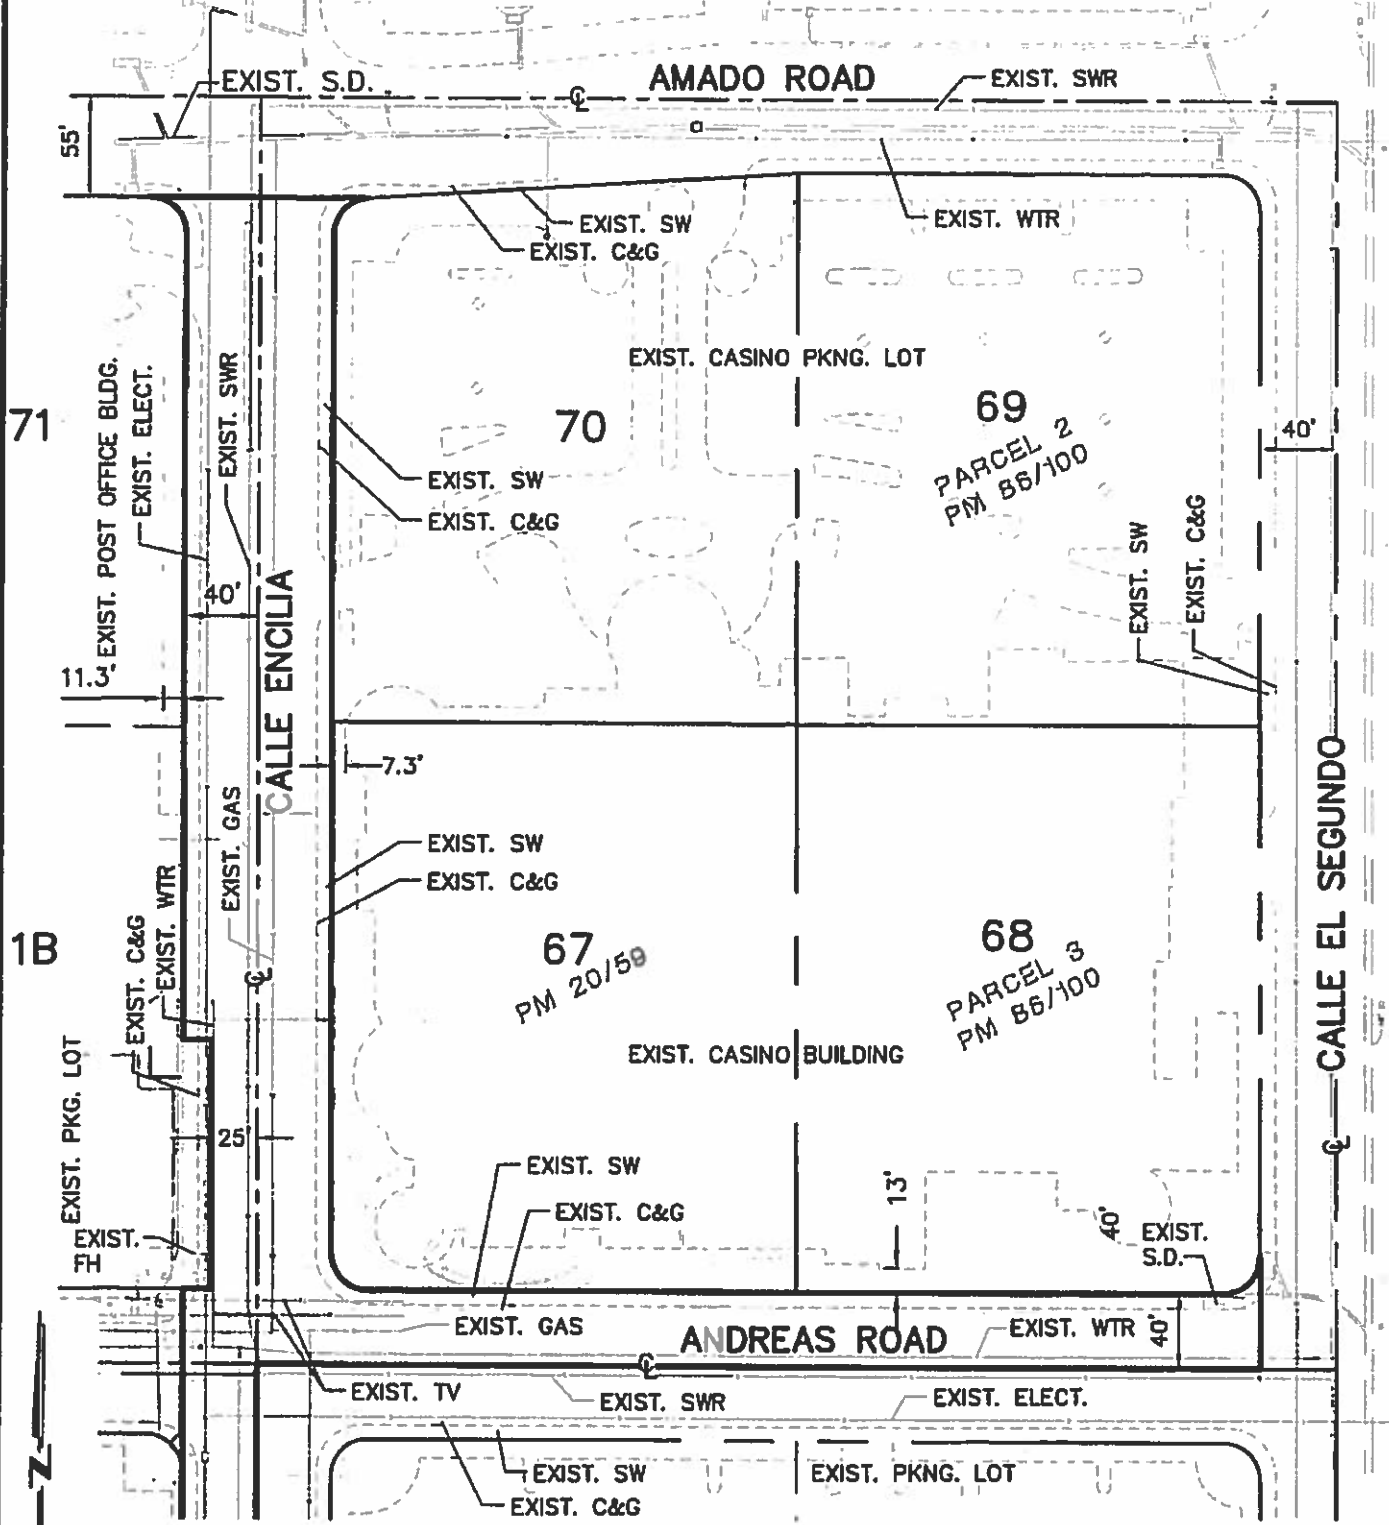 AMADO ROAD
EXIST. S.D.
EXIST. SWR
55'
EXIST. SW
EXIST. C&G
EXIST. WTR
EXIST. CASINO PKNG. LOT
71
70
69
PARCEL 2
PM 86/100
40'
EXIST. POST OFFICE BLDG.
EXIST. ELECT.
EXIST. SWR
EXIST. SW
EXIST. C&G
EXIST. SW
EXIST. C&G
40'
CALLE ENCILIA
11.3'
7.3'
EXIST. GAS
EXIST. SW
EXIST. C&G
CALLE EL SEGUNDO
1B
EXIST. C&G
EXIST. WTR
67
PM 20/59
68
PARCEL 3
PM 86/100
EXIST. CASINO BUILDING
EXIST. PKG. LOT
25'
EXIST. SW
EXIST. C&G
13'
40'
EXIST.
S.D.
EXIST.
FH
EXIST. GAS
ANDREAS ROAD
EXIST. WTR
40'
EXIST. TV
EXIST. SWR
EXIST. ELECT.
EXIST. SW
EXIST. C&G
EXIST. PKNG. LOT
N